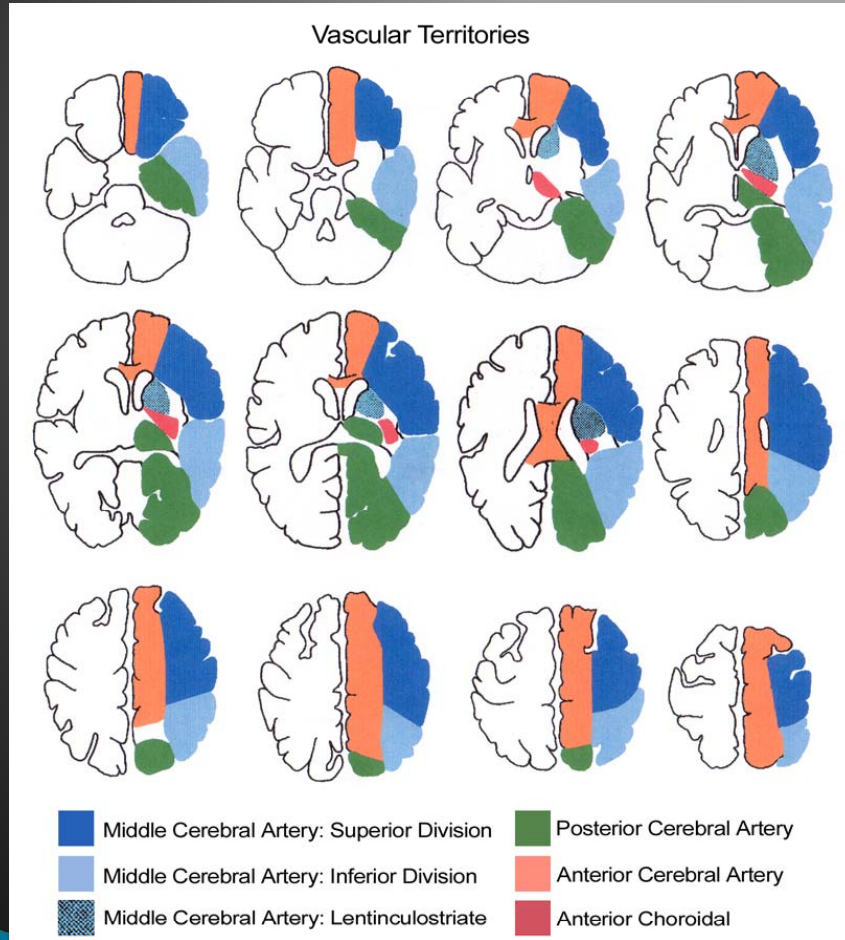 Vascular Territories
Middle Cerebral Artery: Superior Division
Posterior Cerebral Artery
Middle Cerebral Artery: Inferior Division
Anterior Cerebral Artery
Middle Cerebral Artery: Lentinculostriate
Anterior Choroidal